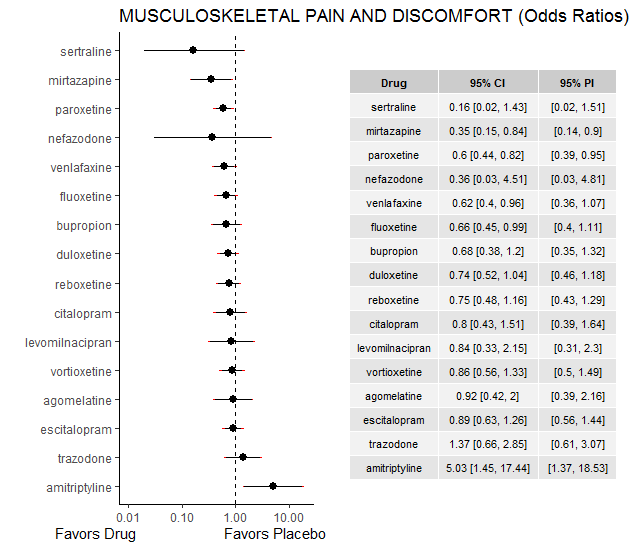 MUSCULOSKELETAL PAIN AND DISCOMFORT (Odds Ratios)
sertraline
mirtazapine
paroxetine
nefazodone
venlafaxine
fluoxetine
bupropion
duloxetine
reboxetine
citalopram
levomilnacipran
vortioxetine
agomelatine
escitalopram
trazodone
amitriptyline
0.01 0.10 1.00 10.00
Favors Drug Favors Placebo
Drug 95% CI 95% PI
sertraline 0.16 [0.02, 1.43] [0.02, 1.51]
mirtazapine 0.35 [0.15, 0.84] [0.14, 0.9]
paroxetine 0.6 [0.44, 0.82] [0.39, 0.95]
nefazodone 0.36 [0.03, 4.51] [0.03, 4.81]
venlafaxine 0.62 [0.4, 0.96] [0.36, 1.07]
fluoxetine 0.66 [0.45, 0.99] [0.4, 1.11]
bupropion 0.68 [0.38, 1.2] [0.35, 1.32]
duloxetine 0.74 [0.52, 1.04] [0.46, 1.18]
reboxetine 0.75 [0.48, 1.16] [0.43, 1.29]
citalopram 0.8 [0.43, 1.51] [0.39, 1.64]
levomilnacipran 0.84 [0.33, 2.15] [0.31, 2.3]
vortioxetine 0.86 [0.56, 1.33] [0.5, 1.49]
agomelatine 0.92 [0.42, 2] [0.39, 2.16]
escitalopram 0.89 [0.63, 1.26] [0.56, 1.44]
trazodone 1.37 [0.66, 2.85] [0.61, 3.07]
amitriptyline 5.03 [1.45, 17.44] [1.37, 18.53]